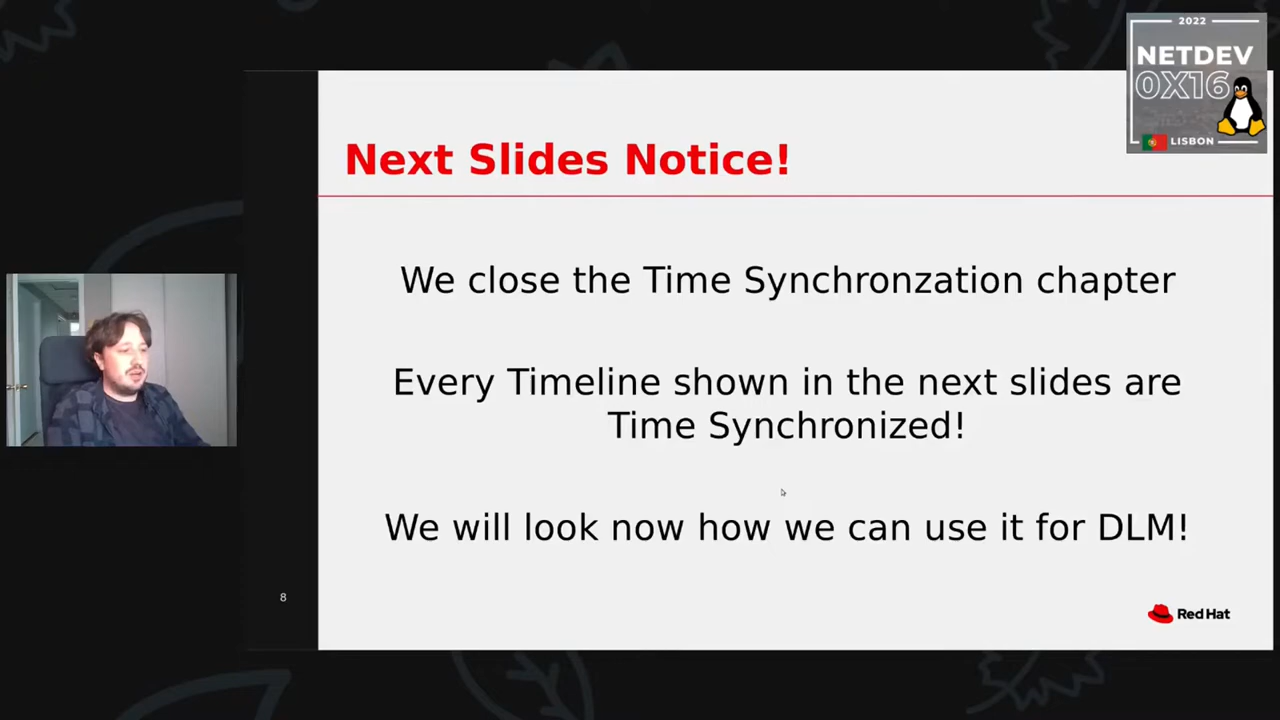 2022
NETDEV
0X16
LISBON
Next Slides Notice!
We close the Time Synchronzation chapter
Every Timeline shown in the next slides are
Time Synchronized!
We will look now how we can use it for DLM!
8
Red Hat